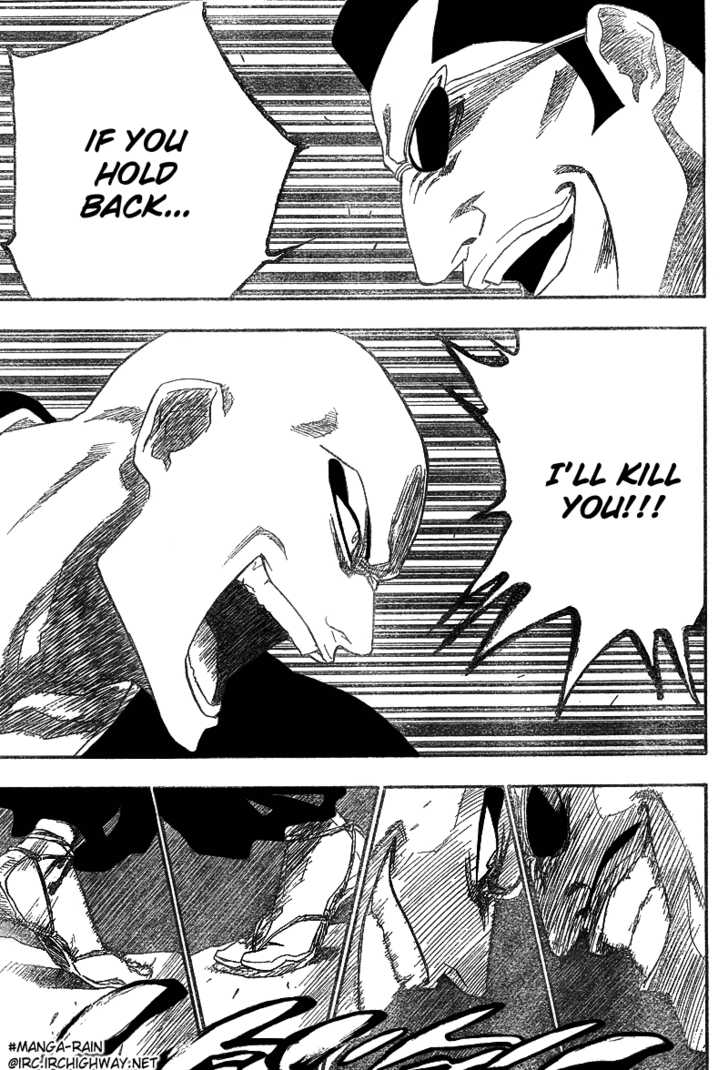 IF YOU
HOLD
BACK...
I'LL KILL
YOU!!!
#MANGA-RAIN
@IRC.IRCHIGHWAY.NET